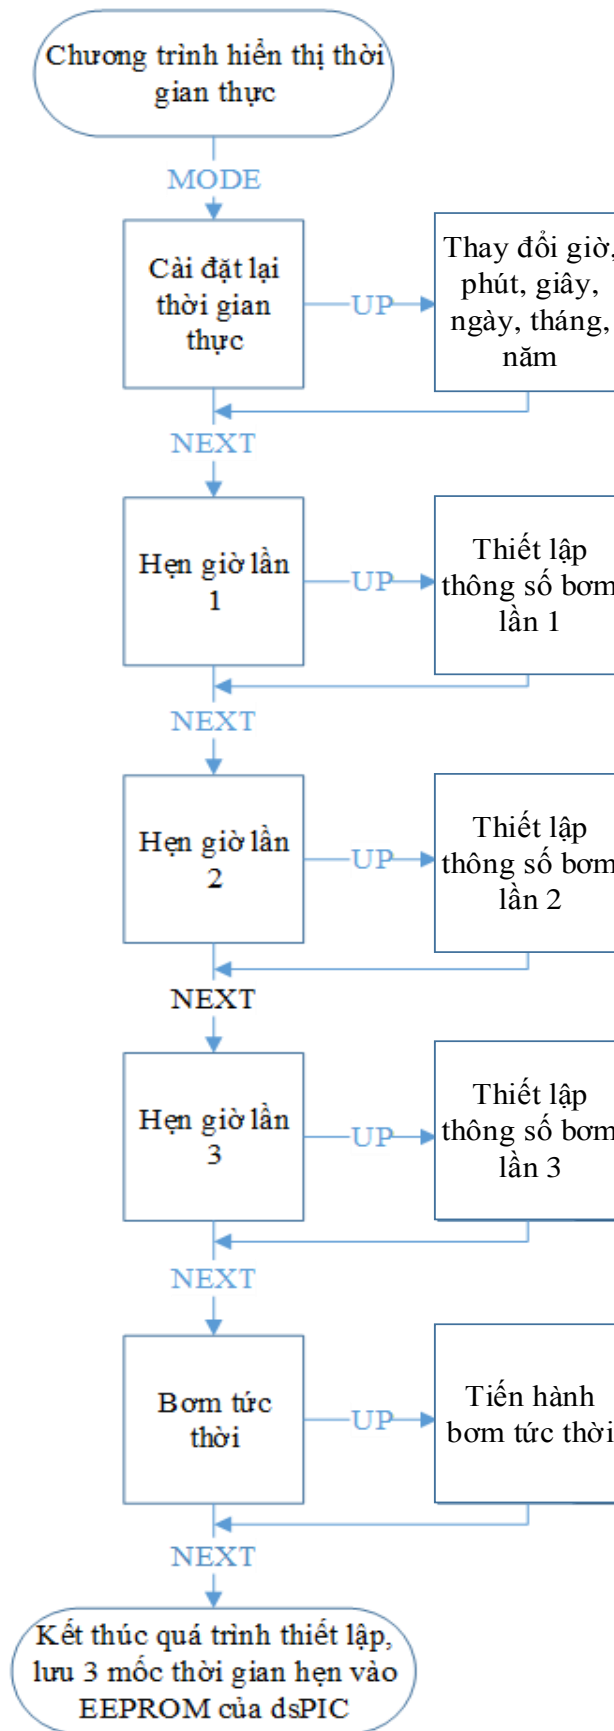 Chương trình hiển thị thời
gian thực
MODE
Cài đặt lại
thời gian
thực
UP
Thay đổi giờ,
phút, giây,
ngày, tháng,
năm
NEXT
Hẹn giờ lần
1
UP
Thiết lập
thông số bơm
lần 1
NEXT
Hẹn giờ lần
2
UP
Thiết lập
thông số bơm
lần 2
NEXT
Hẹn giờ lần
3
UP
Thiết lập
thông số bơm
lần 3
NEXT
Bơm tức
thời
UP
Tiến hành
bơm tức thời
NEXT
Kết thúc quá trình thiết lập,
lưu 3 mốc thời gian hẹn vào
EEPROM của dsPIC